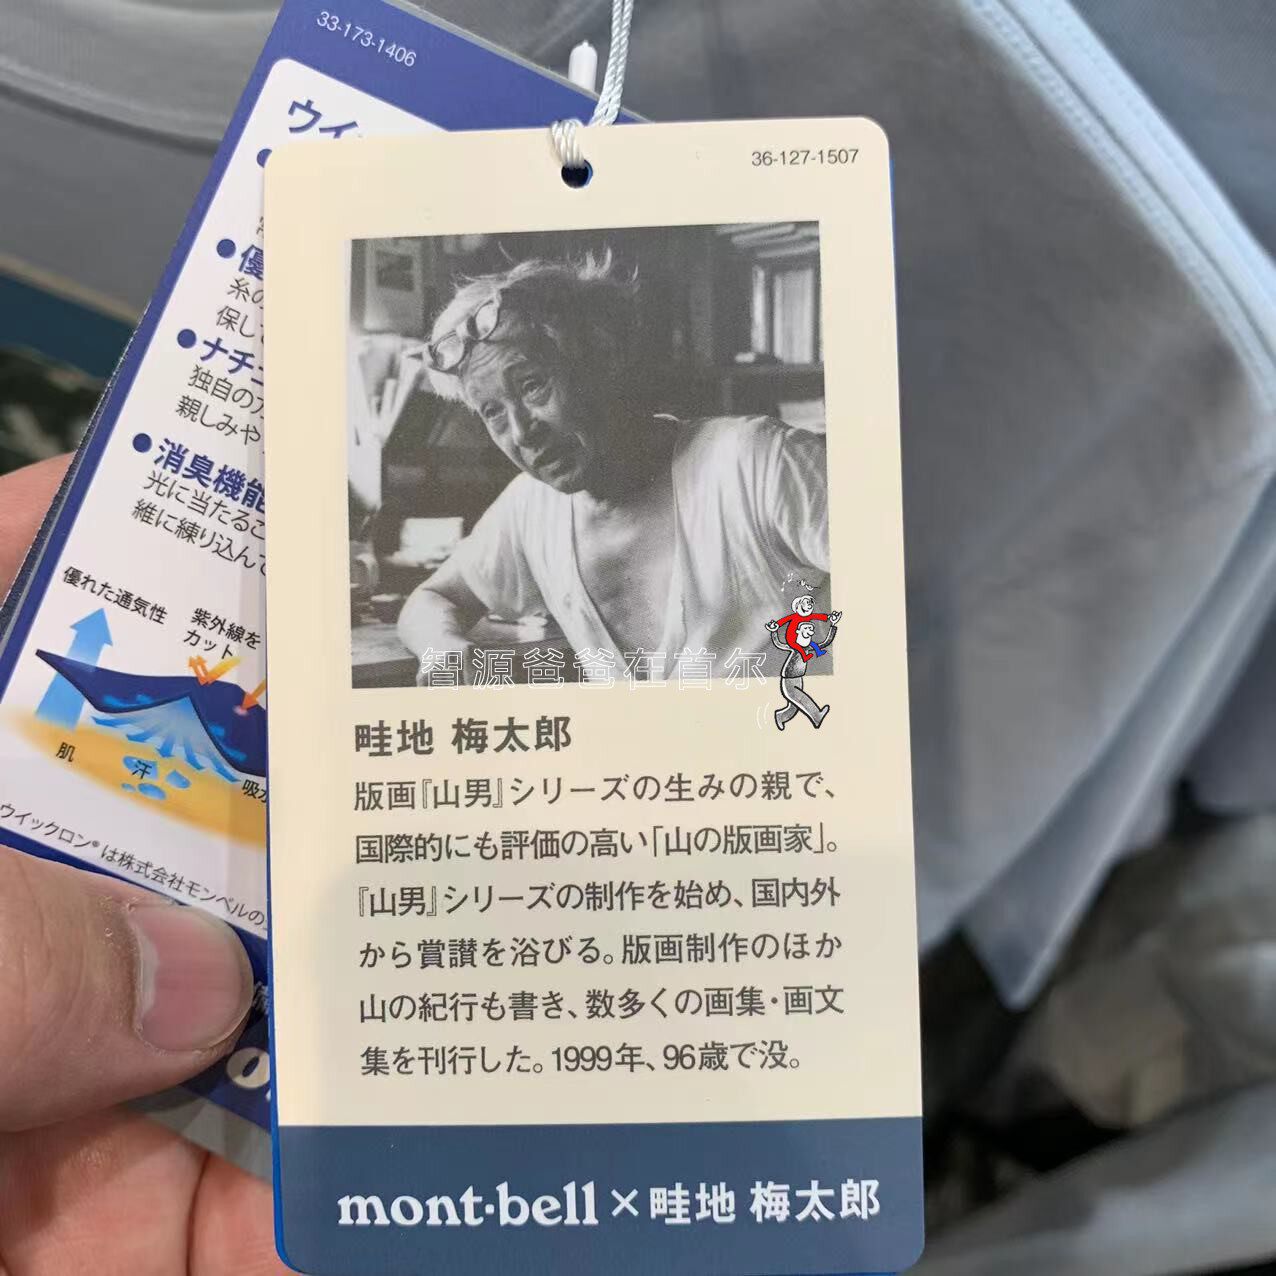 33-173-1406
ウイ
●優
糸の
保して
●ナチュ
独自の
親しみや
●消臭機能
光に当たるこ
維に練り込んで
優れた通気性
紫外線を
カット
肌
汗
吸水
ウイックロン®は株式会社モンベルの
36-127-1507
智源爸爸在首尔
畦地 梅太郎
版画『山男』シリーズの生みの親で、
国際的にも評価の高い「山の版画家」。
『山男』シリーズの制作を始め、国内外
から賞讃を浴びる。版画制作のほか
山の紀行も書き、数多くの画集・画文
集を刊行した。1999年、96歳で没。
mont-bell×畦地 梅太郎